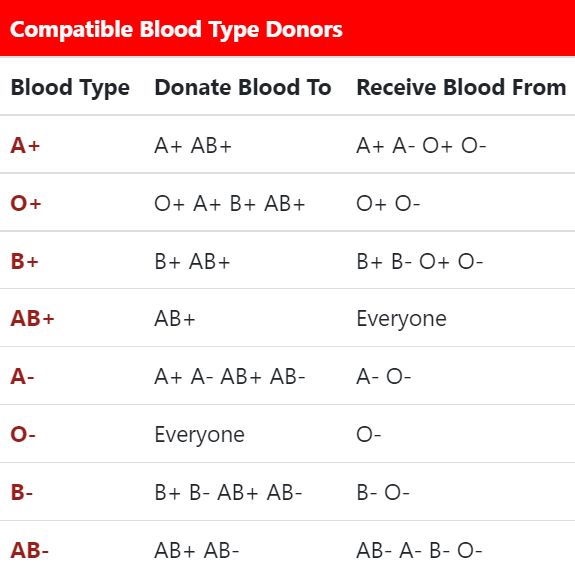 Compatible Blood Type Donors
Blood Type Donate Blood To Receive Blood From
A+ A+ AB+ A+ A- O+ O-
O+ O+ A+ B+ AB+ O+ O-
B+ B+ AB+ B+ B- O+ O-
AB+ AB+ Everyone
A- A+ A- AB+ AB- A- O-
O- Everyone O-
B- B+ B- AB+ AB- B- O-
AB- AB+ AB- AB- A- B- O-